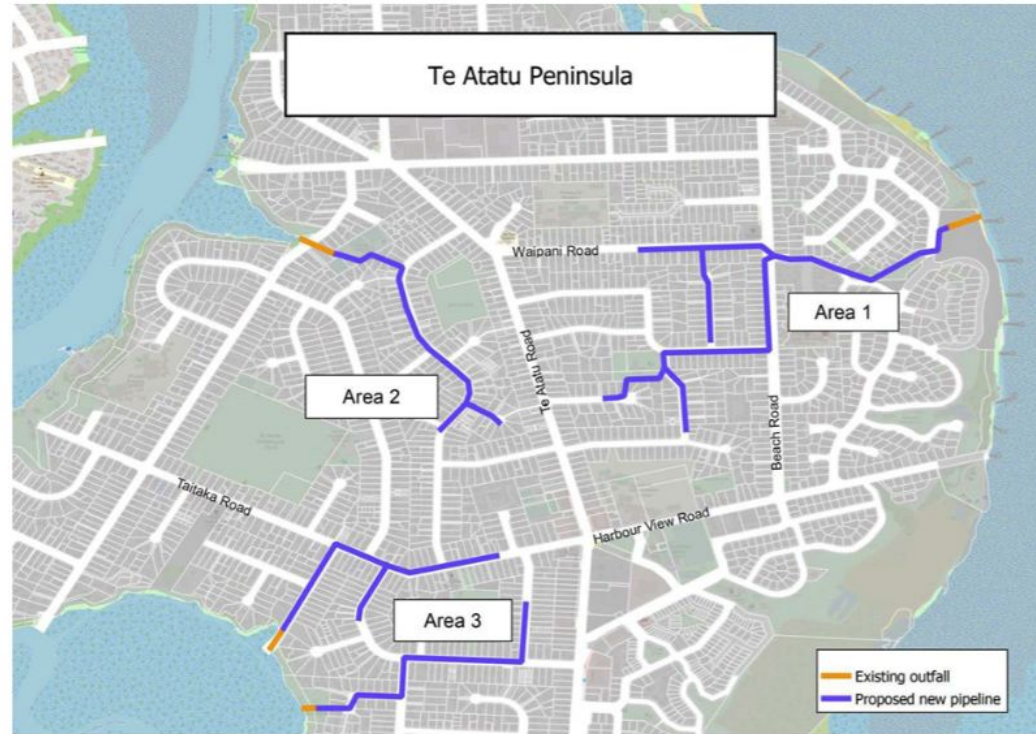 Te Atatu Peninsula
Waipani Road
Area 1
Te Atatu Road
Area 2
Beach Road
Taitaka Road
Harbour View Road
Area 3
Existing outfall
Proposed new pipeline